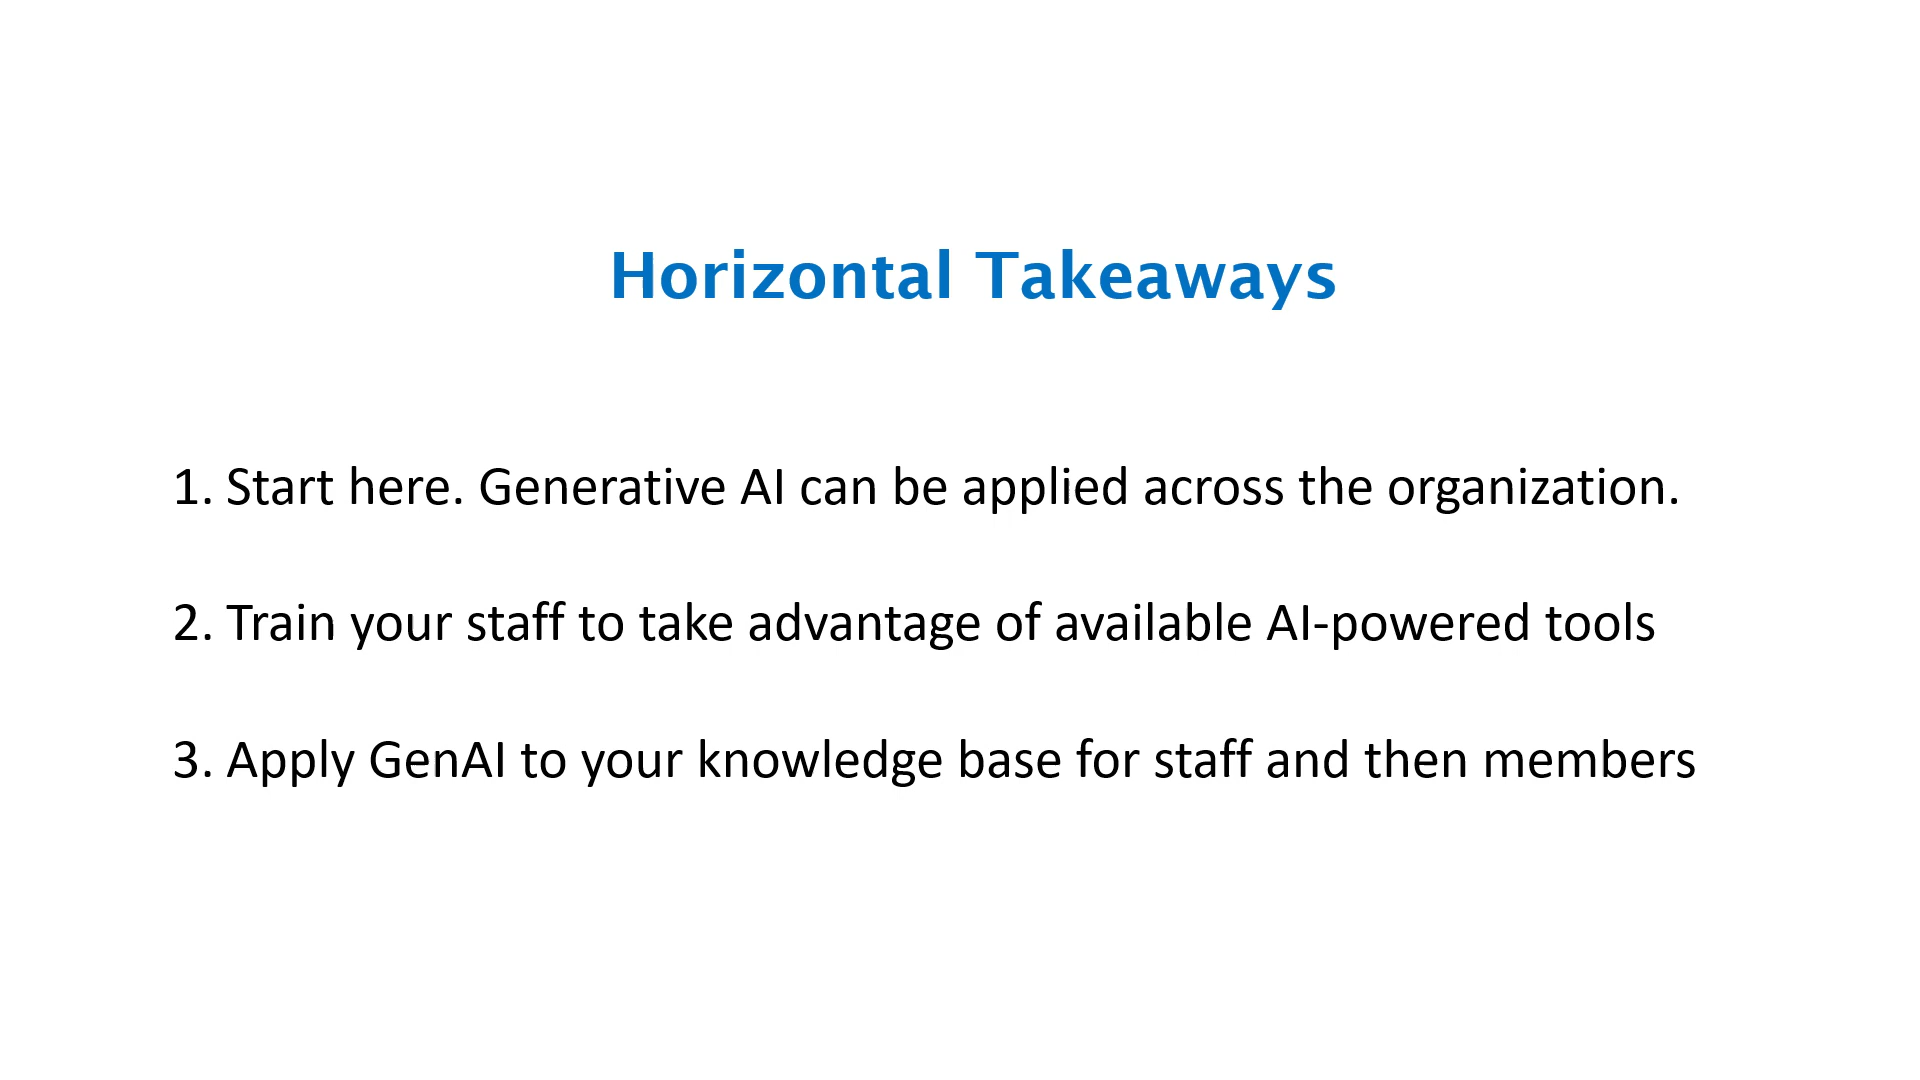 Horizontal Takeaways
1. Start here. Generative AI can be applied across the organization.
2. Train your staff to take advantage of available AI-powered tools
3. Apply GenAI to your knowledge base for staff and then members